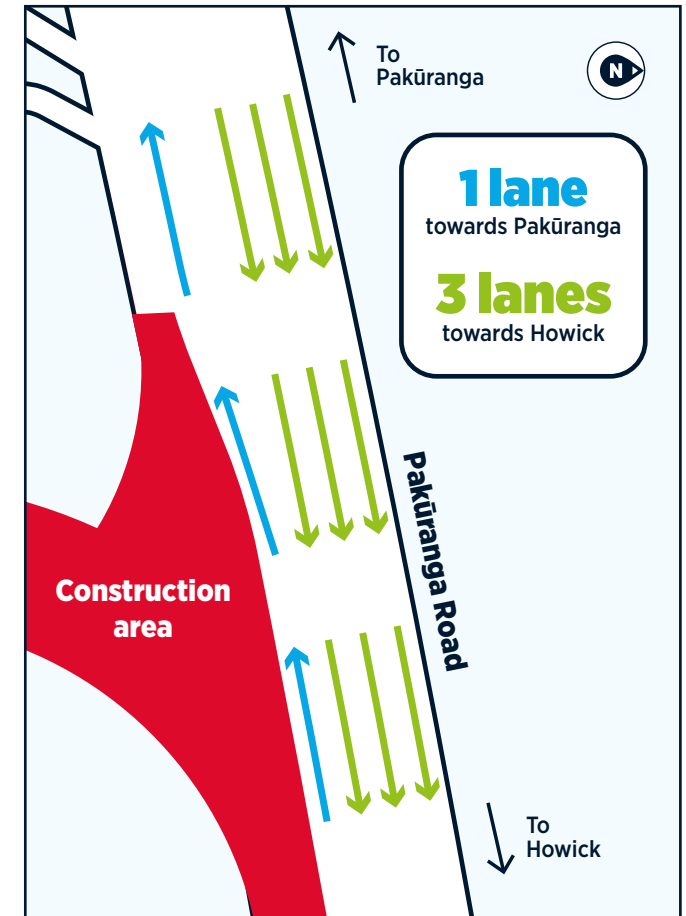 To
Pakūranga
N
1 lane
towards Pakūranga
3 lanes
towards Howick
Pakūranga Road
Construction
area
To
Howick